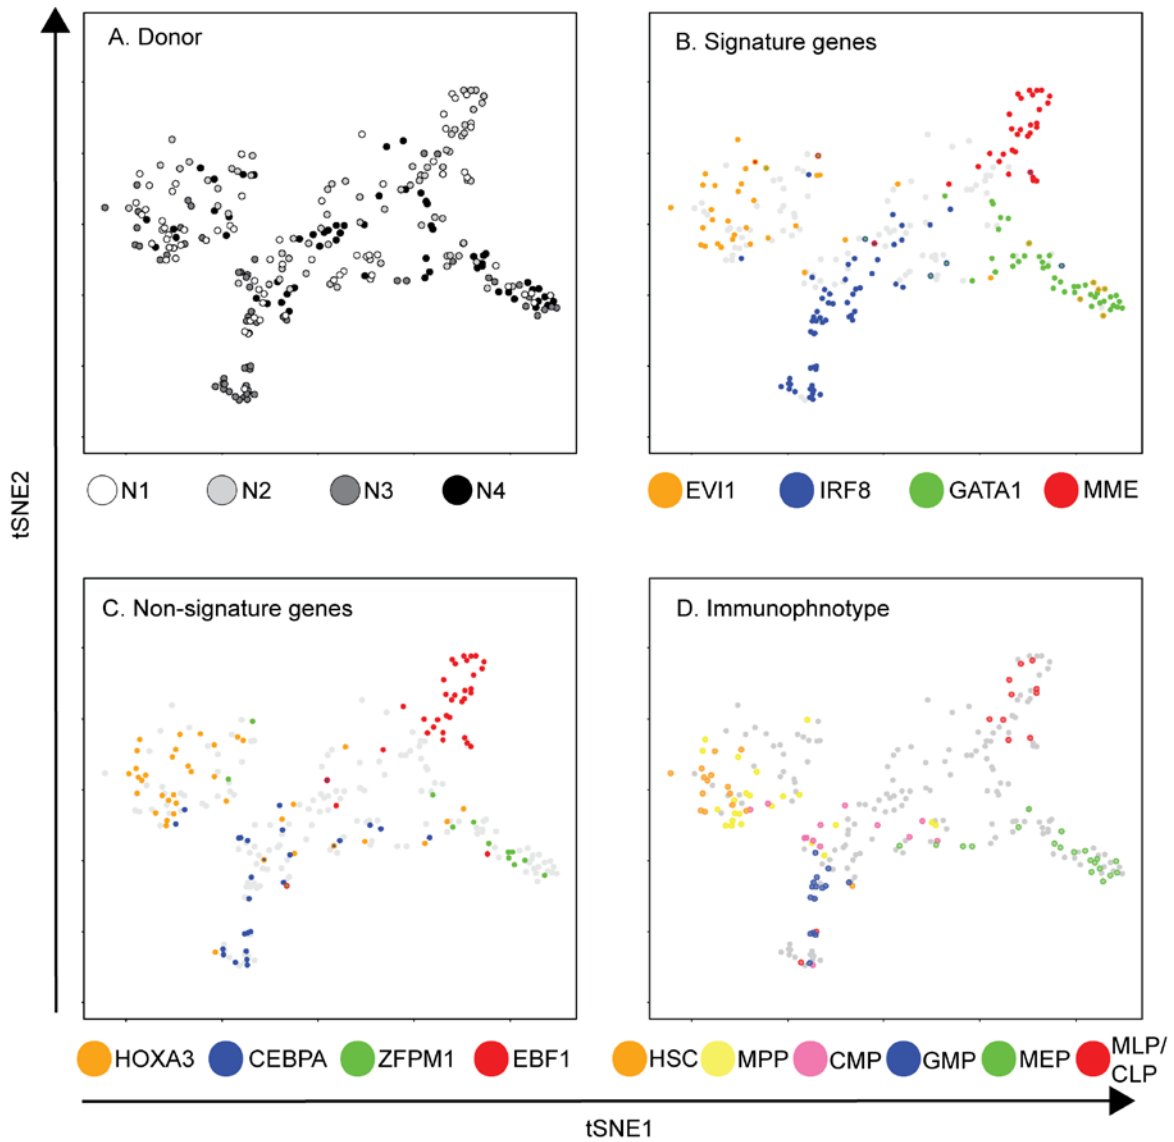 A. Donor
B. Signature genes
N1 N2 N3 N4
EVI1 IRF8 GATA1 MME
tSNE2
C. Non-signature genes
D. Immunophnotype
HOXA3 CEBPA ZFPM1 EBF1
HSC MPP CMP GMP MEP MLP/
CLP
tSNE1